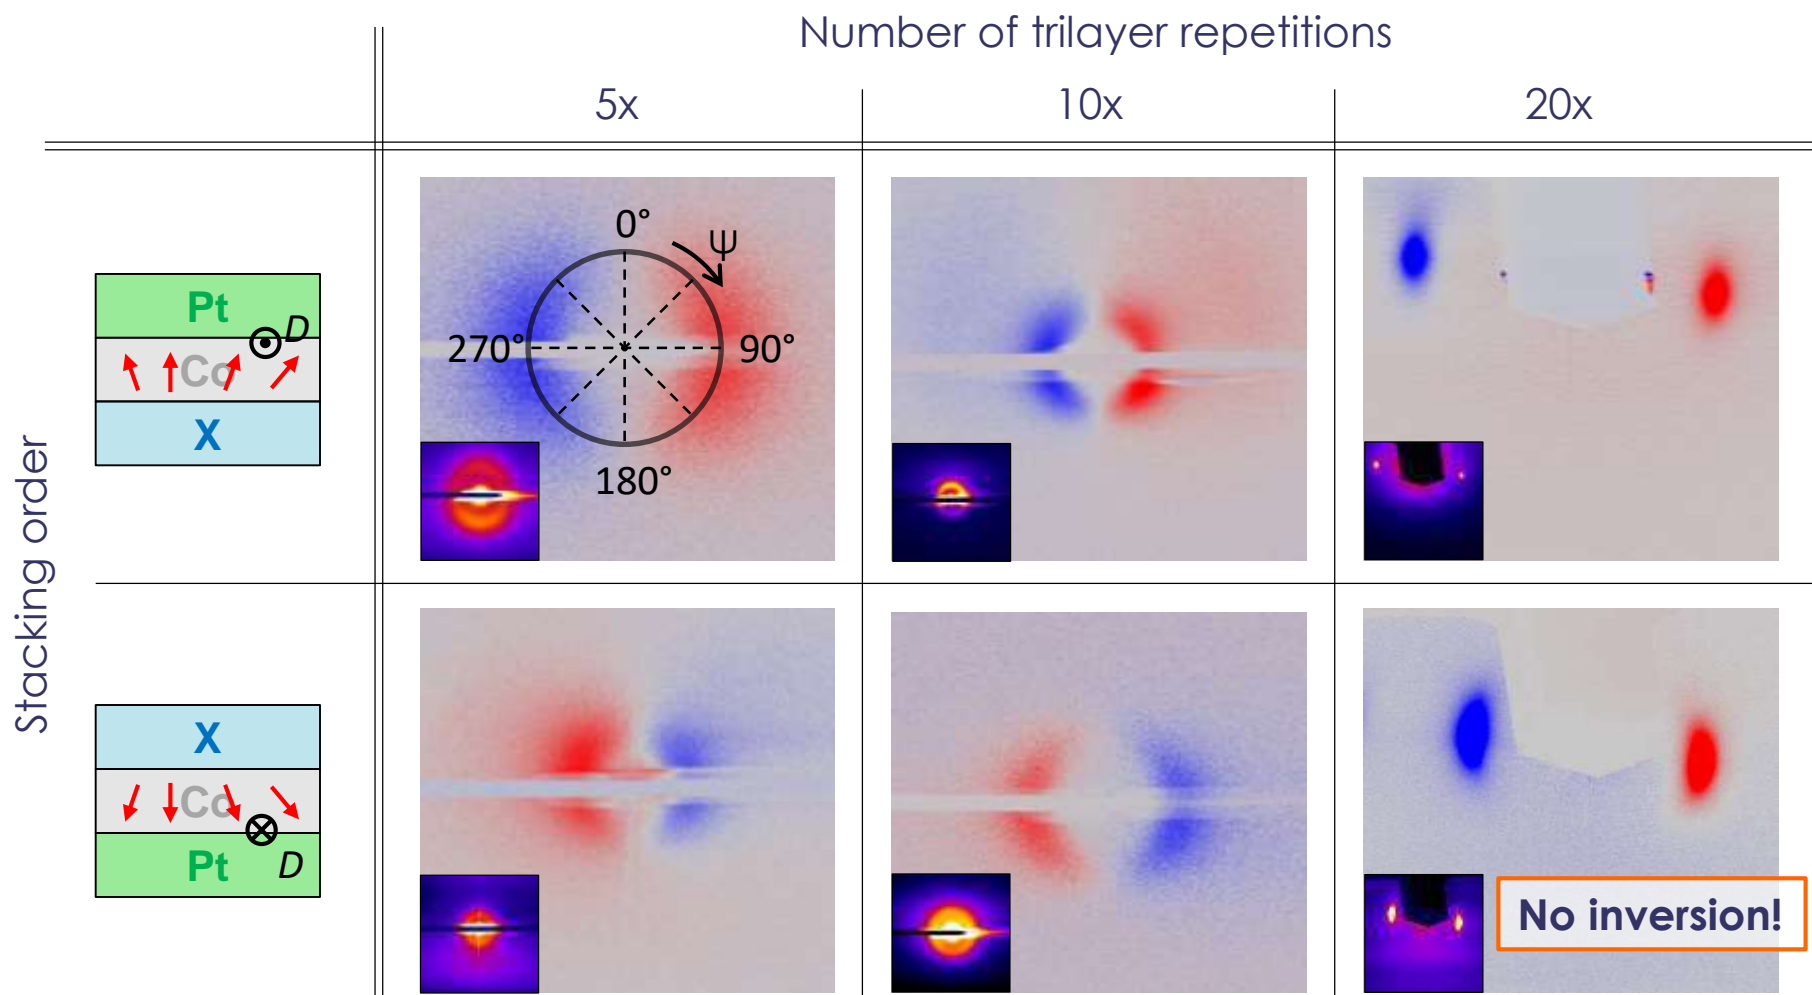 Number of trilayer repetitions
5x
10x
20x
Stacking order
Pt
D
Co
X
0°
Ψ
270°
90°
180°
X
Co
Pt
D
No inversion!